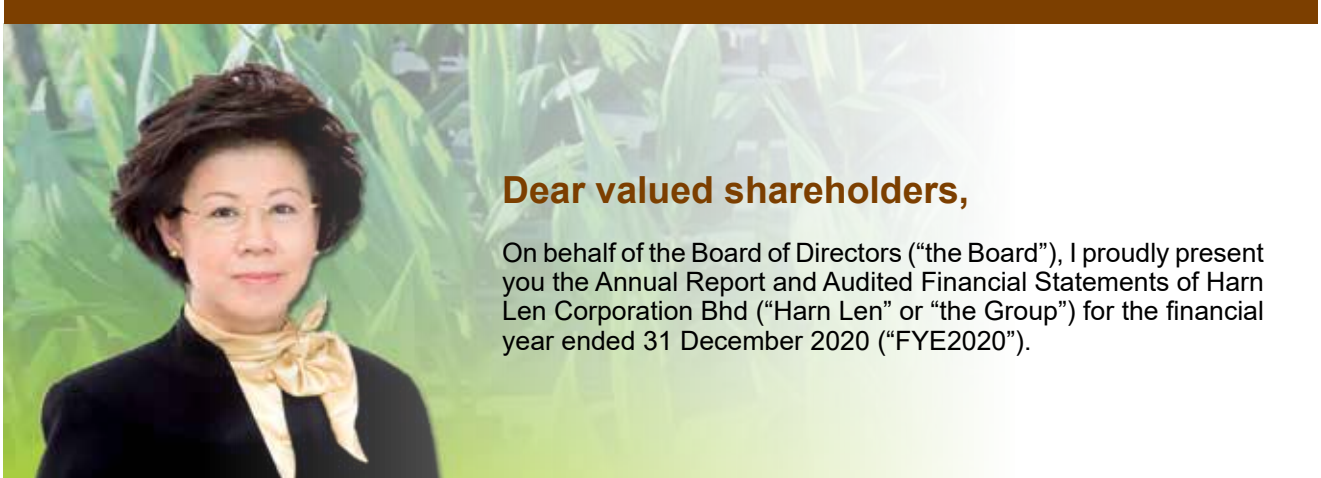 Dear valued shareholders,
On behalf of the Board of Directors (“the Board”), I proudly present
you the Annual Report and Audited Financial Statements of Harn
Len Corporation Bhd (“Harn Len” or “the Group”) for the financial
year ended 31 December 2020 (“FYE2020”).